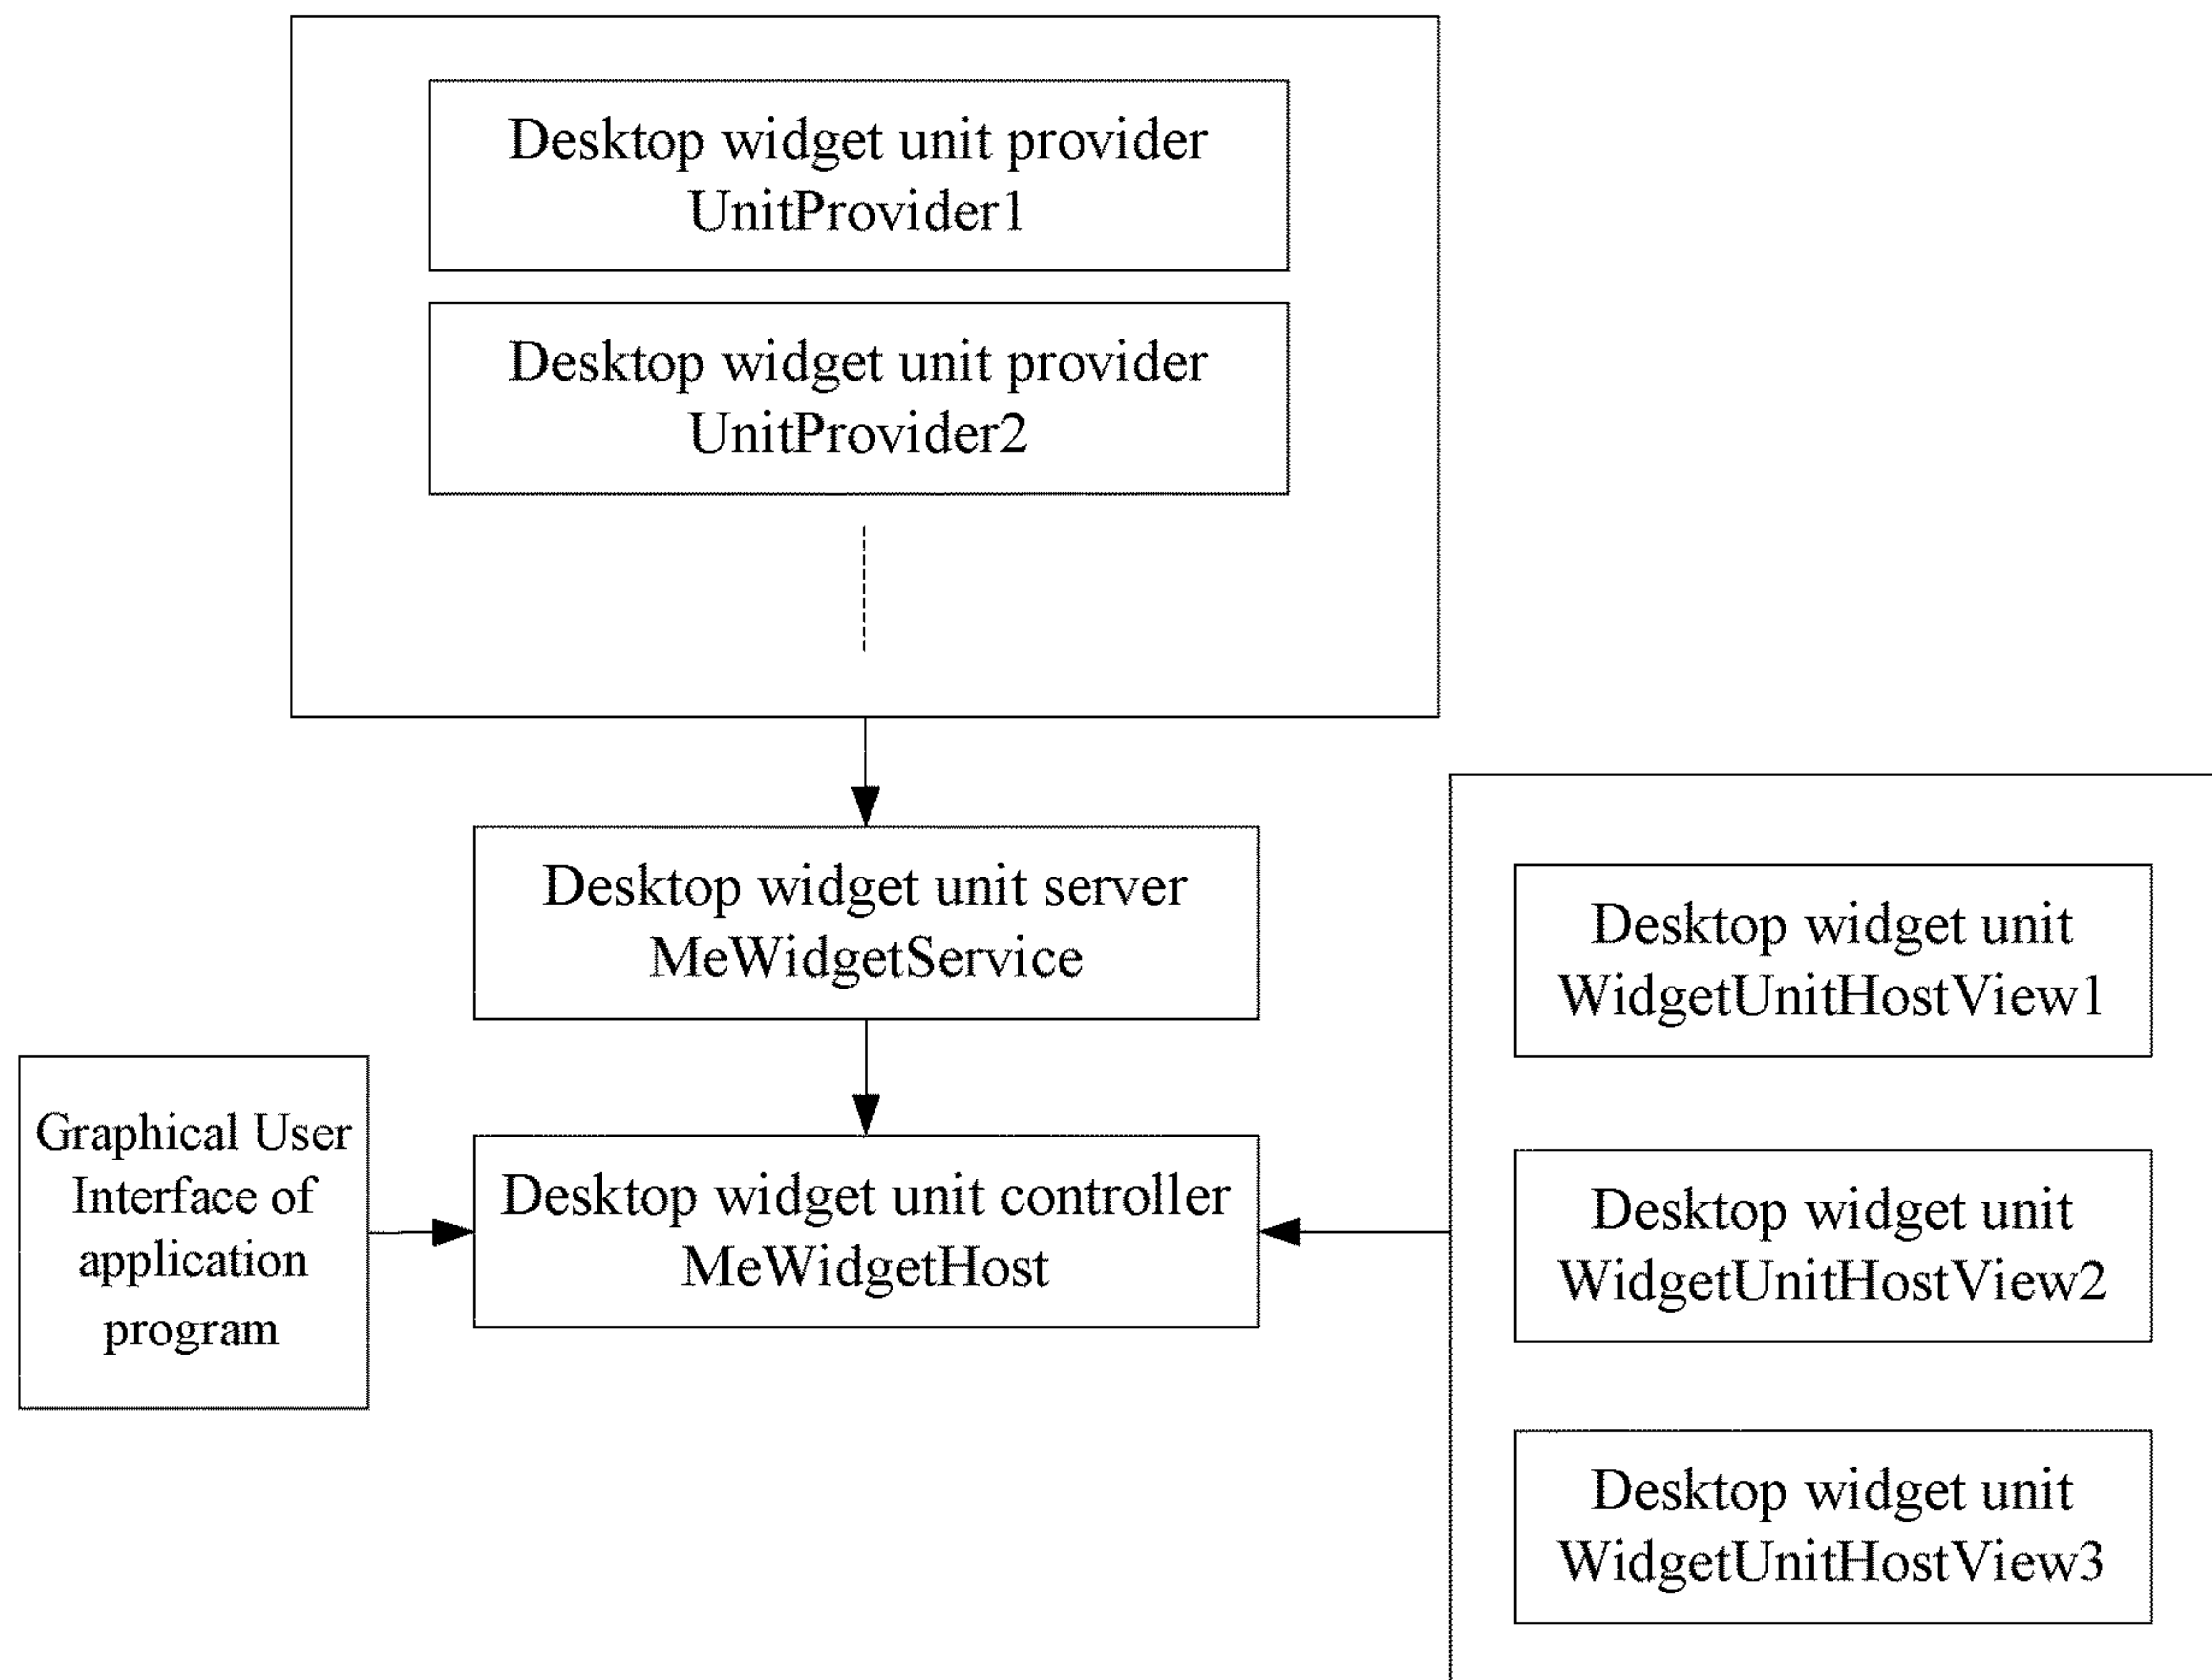 Desktop widget unit provider
UnitProvider1
Desktop widget unit provider
UnitProvider2
Desktop widget unit server
MeWidgetService
Graphical User
Interface of
application
program
Desktop widget unit controller
MeWidgetHost
Desktop widget unit
WidgetUnitHostView1
Desktop widget unit
WidgetUnitHostView2
Desktop widget unit
WidgetUnitHostView3